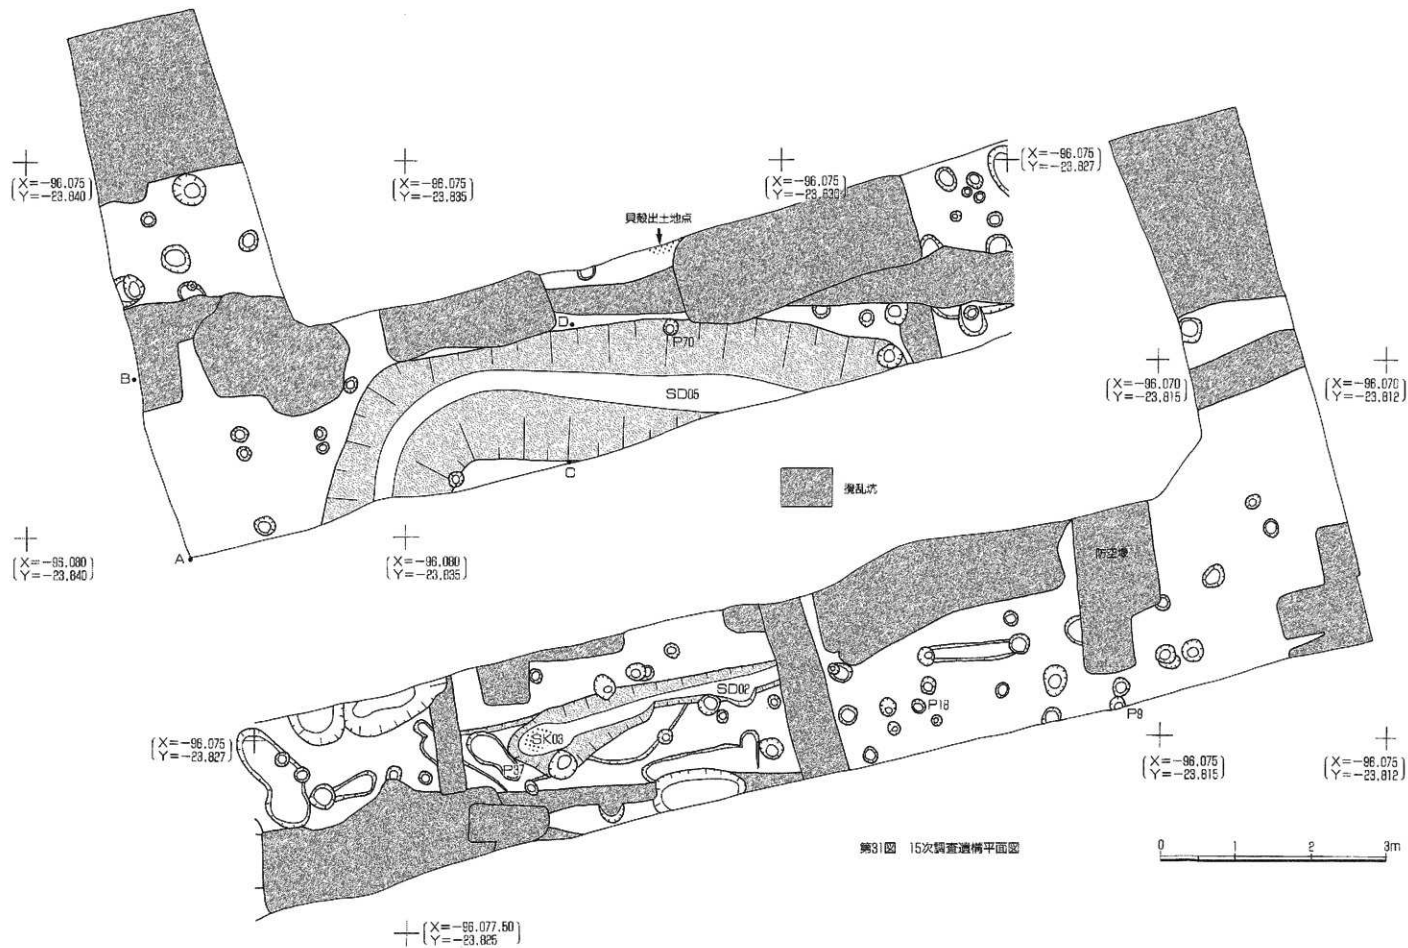 X=-96.075
Y=-23.840
X=-96.075
Y=-23.835
X=-96.075
Y=-23.830
X=-96.075
Y=-23.827
貝殻出土地点
D
P70
B
SD05
X=-96.070
Y=-23.815
X=-96.070
Y=-23.812
C
攪乱坑
A
X=-96.080
Y=-23.840
X=-96.080
Y=-23.835
防空壕
SD02
P18
P9
SK03
P37
X=-96.075
Y=-23.827
X=-96.075
Y=-23.815
X=-96.075
Y=-23.812
第31図 15次調査遺構平面図
0 1 2 3m
X=-96.077.50
Y=-23.825